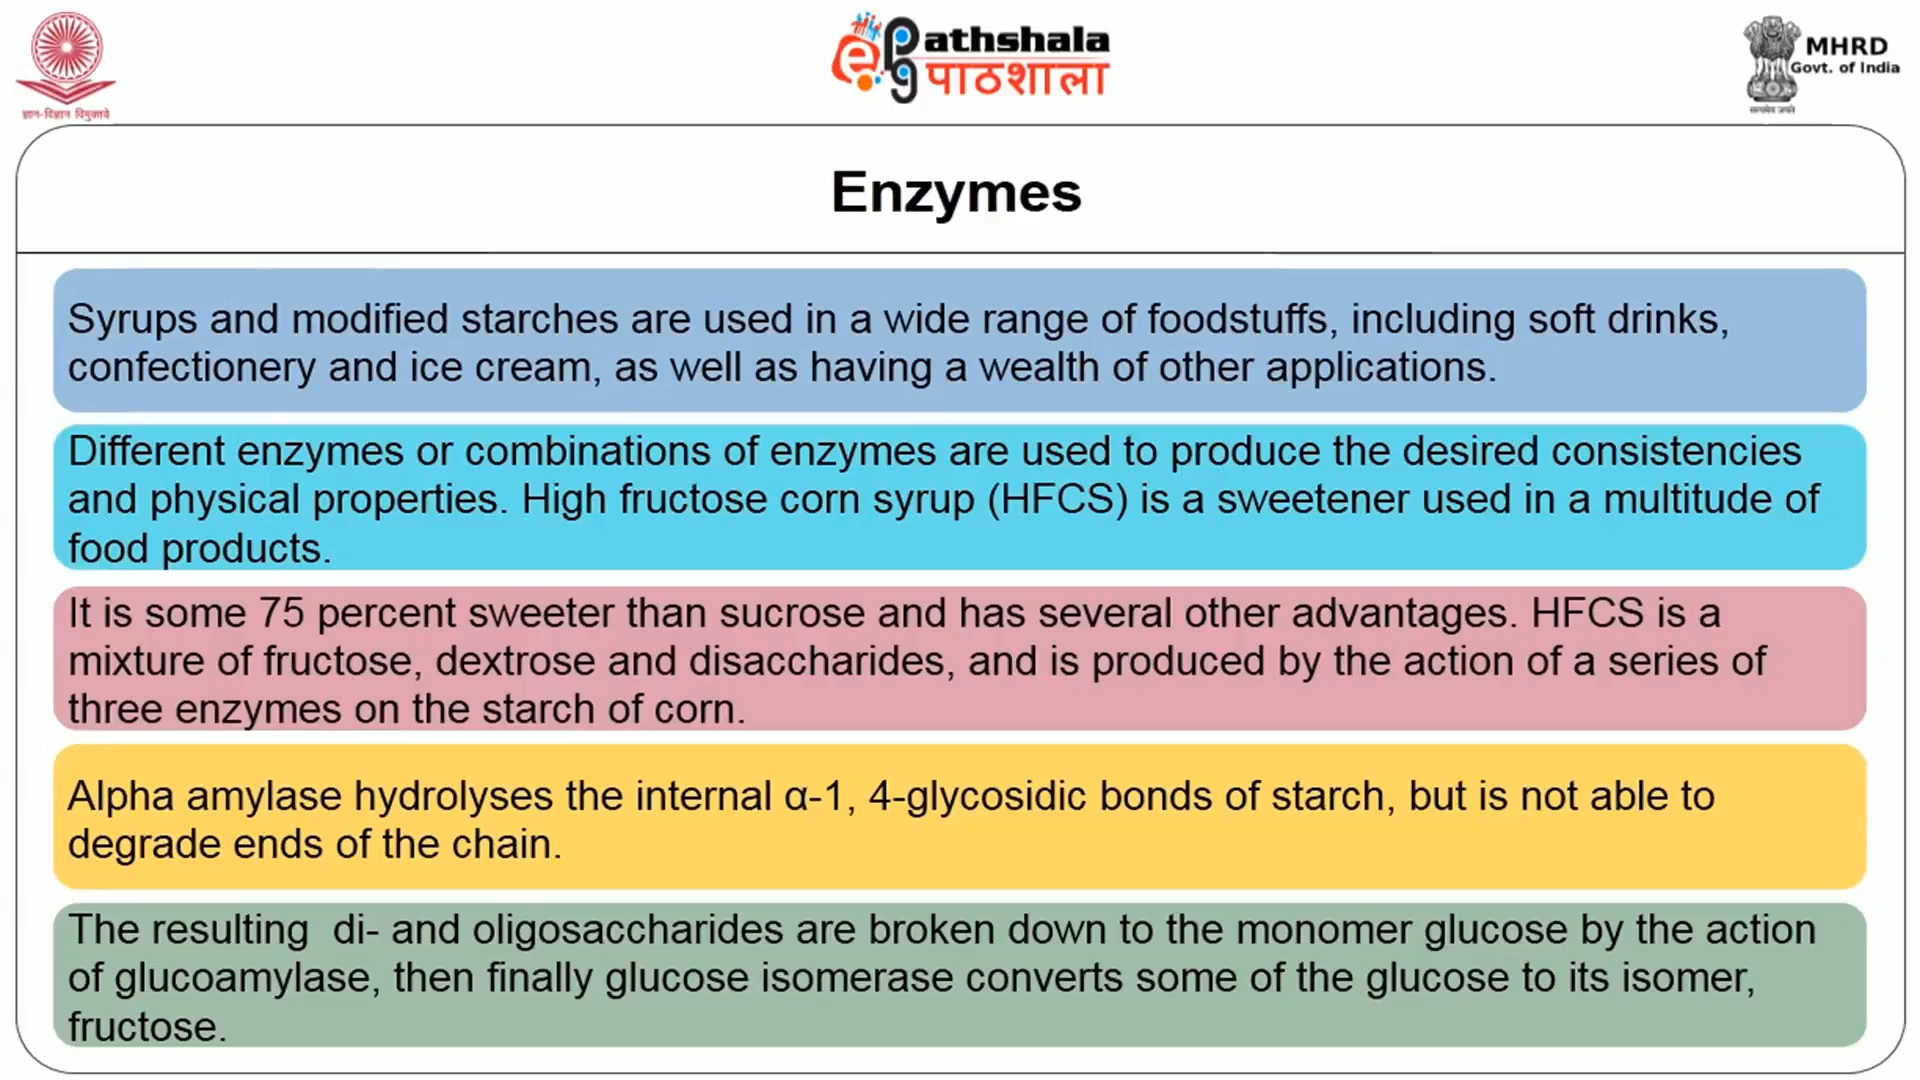 ज्ञान-विज्ञान विमुक्तये
e
pg
athshala
पाठशाला
MHRD
Govt. of India
सत्यमेव जयते
Enzymes
Syrups and modified starches are used in a wide range of foodstuffs, including soft drinks,
confectionery and ice cream, as well as having a wealth of other applications.
Different enzymes or combinations of enzymes are used to produce the desired consistencies
and physical properties. High fructose corn syrup (HFCS) is a sweetener used in a multitude of
food products.
It is some 75 percent sweeter than sucrose and has several other advantages. HFCS is a
mixture of fructose, dextrose and disaccharides, and is produced by the action of a series of
three enzymes on the starch of corn.
Alpha amylase hydrolyses the internal α-1, 4-glycosidic bonds of starch, but is not able to
degrade ends of the chain.
The resulting  di- and oligosaccharides are broken down to the monomer glucose by the action
of glucoamylase, then finally glucose isomerase converts some of the glucose to its isomer,
fructose.